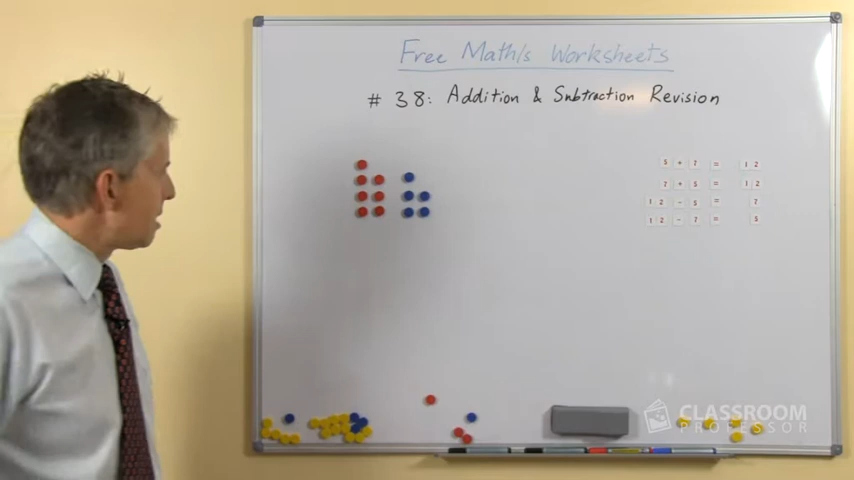 Free Math/s Worksheets
# 38: Addition & Subtraction Revision
5 + 7 = 12
7 + 5 = 12
12 - 5 = 7
12 - 7 = 5
CLASSROOM
PROFESSOR